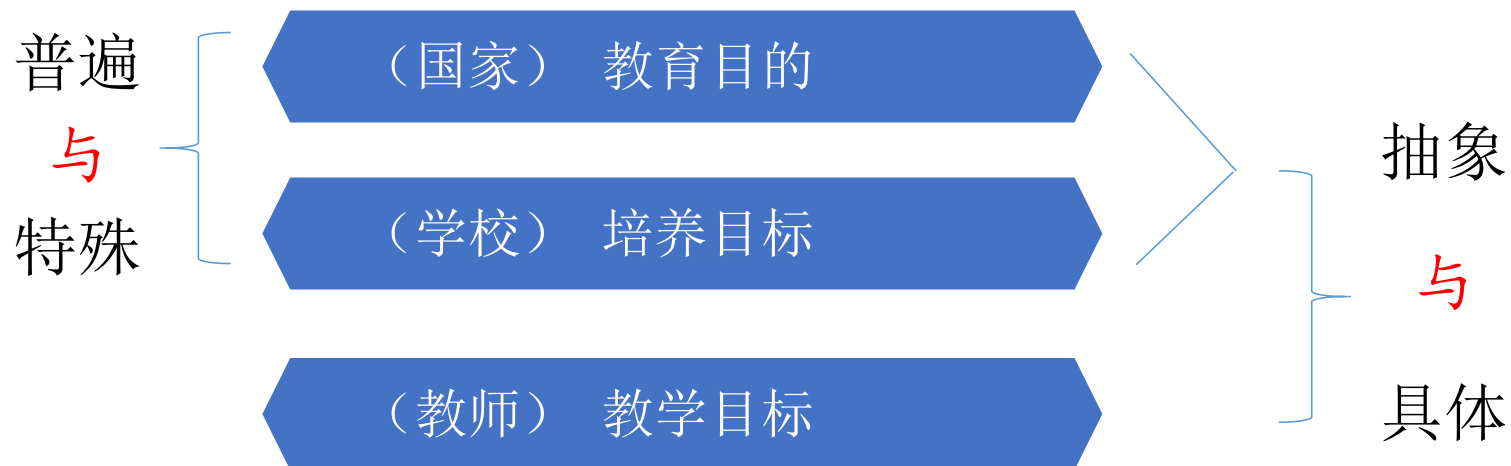 普遍
与
特殊
（国家） 教育目的
（学校） 培养目标
（教师） 教学目标
抽象
与
具体